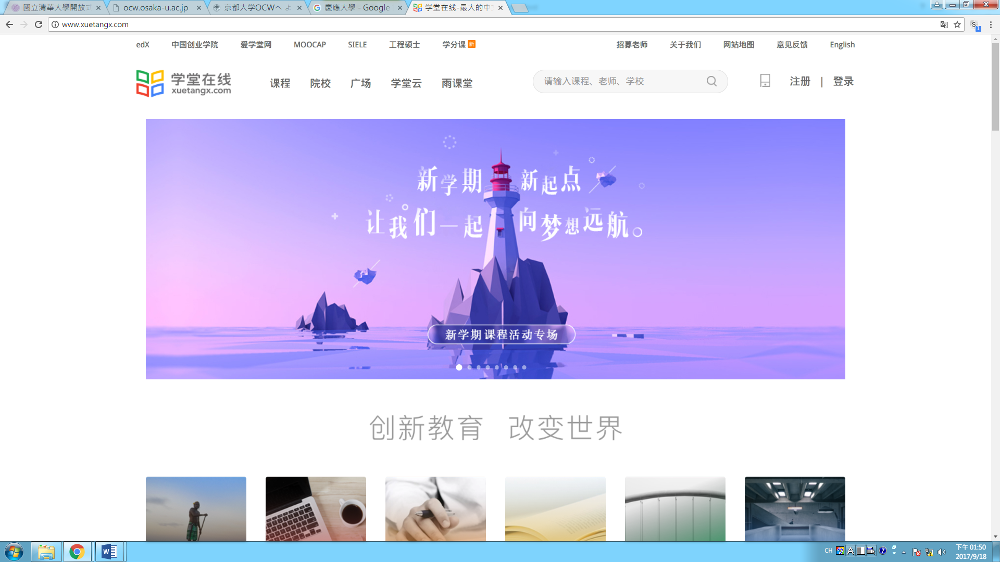 國立清華大學開放式
ocw.osaka-u.ac.jp
京都大学OCWへ よ
慶應大學 - Google
学堂在线-最大的中
www.xuetangx.com
edX 中国创业学院 爱学堂网 MOOCAP SIELE 工程硕士 学分课 新 招募老师 关于我们 网站地图 意见反馈 English
学堂在线
xuetangx.com
课程 院校 广场 学堂云 雨课堂 请输入课程、老师、学校 注册 | 登录
新学期 新起点
让我们一起 向梦想远航。
新学期 课程活动专场
创新教育 改变世界
CH
下午 01:50
2017/9/18